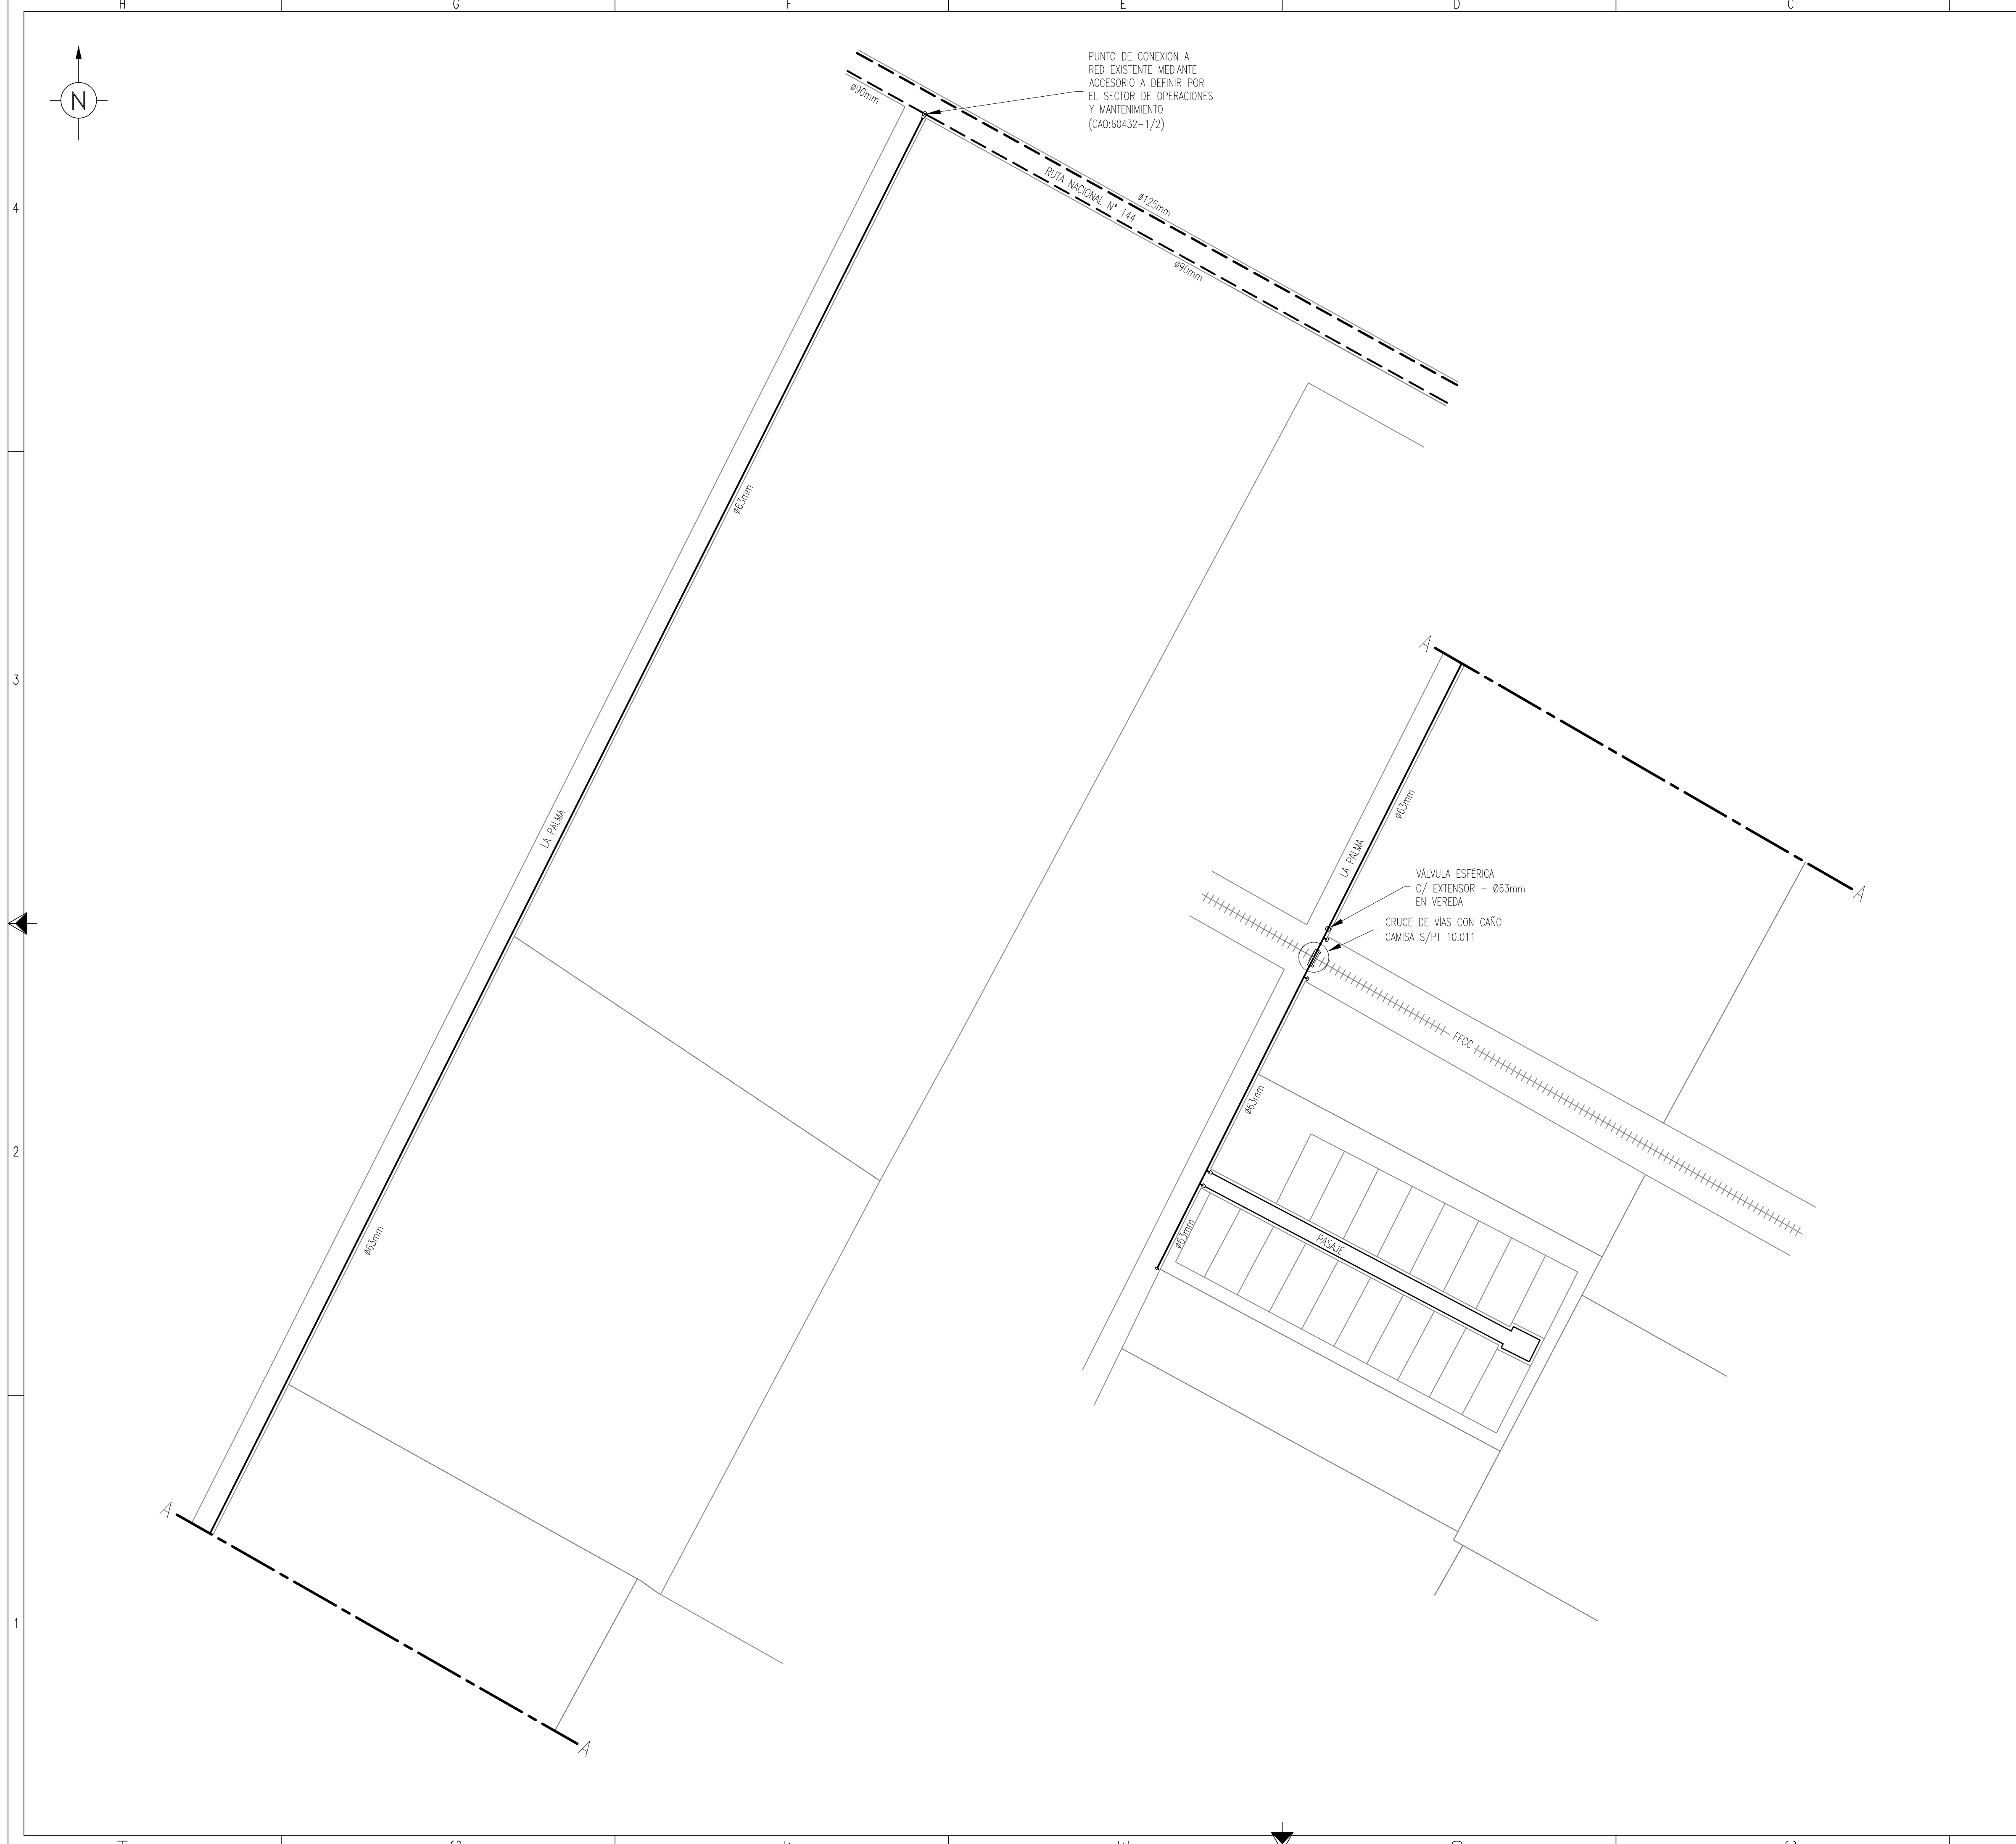 H
G
F
E
D
C
N
PUNTO DE CONEXION A
RED EXISTENTE MEDIANTE
ACCESORIO A DEFINIR POR
EL SECTOR DE OPERACIONES
Y MANTENIMIENTO
(CAO:60432-1/2)
ø90mm
RUTA NACIONAL Nº 144
ø125mm
ø90mm
4
ø63mm
3
A
ø63mm
LA PALMA
LA PALMA
VÁLVULA ESFÉRICA
C/ EXTENSOR - Ø63mm
EN VEREDA
A
CRUCE DE VÍAS CON CAÑO
CAMISA S/PT 10.011
FFCC
ø63mm
2
ø63mm
ø63mm
PASAJE
A
1
A